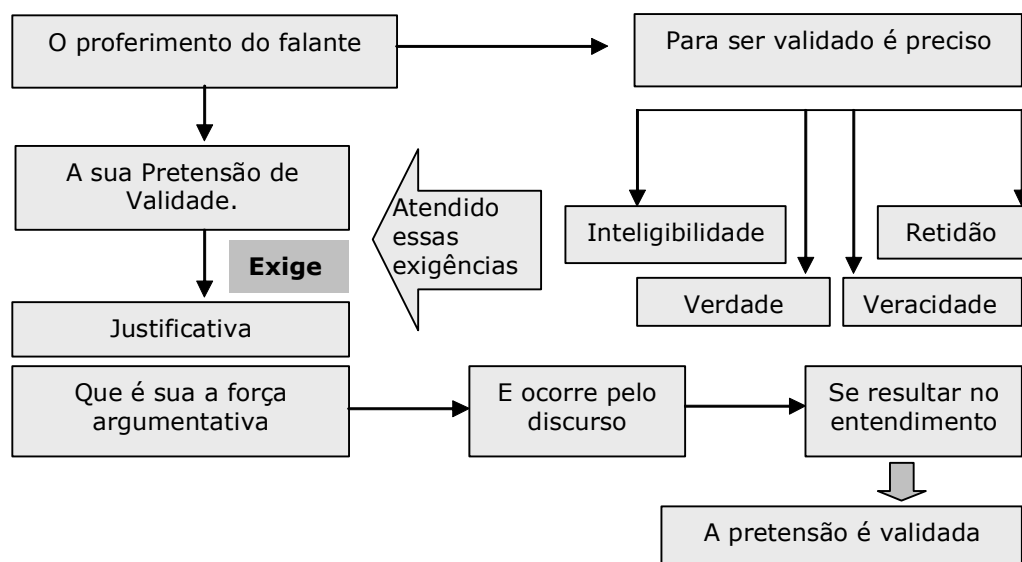 O proferimento do falante
Para ser validado é preciso
A sua Pretensão de
Validade.
Atendido
essas
exigências
Inteligibilidade
Retidão
Exige
Verdade
Veracidade
Justificativa
Que é sua a força
argumentativa
E ocorre pelo
discurso
Se resultar no
entendimento
A pretensão é validada